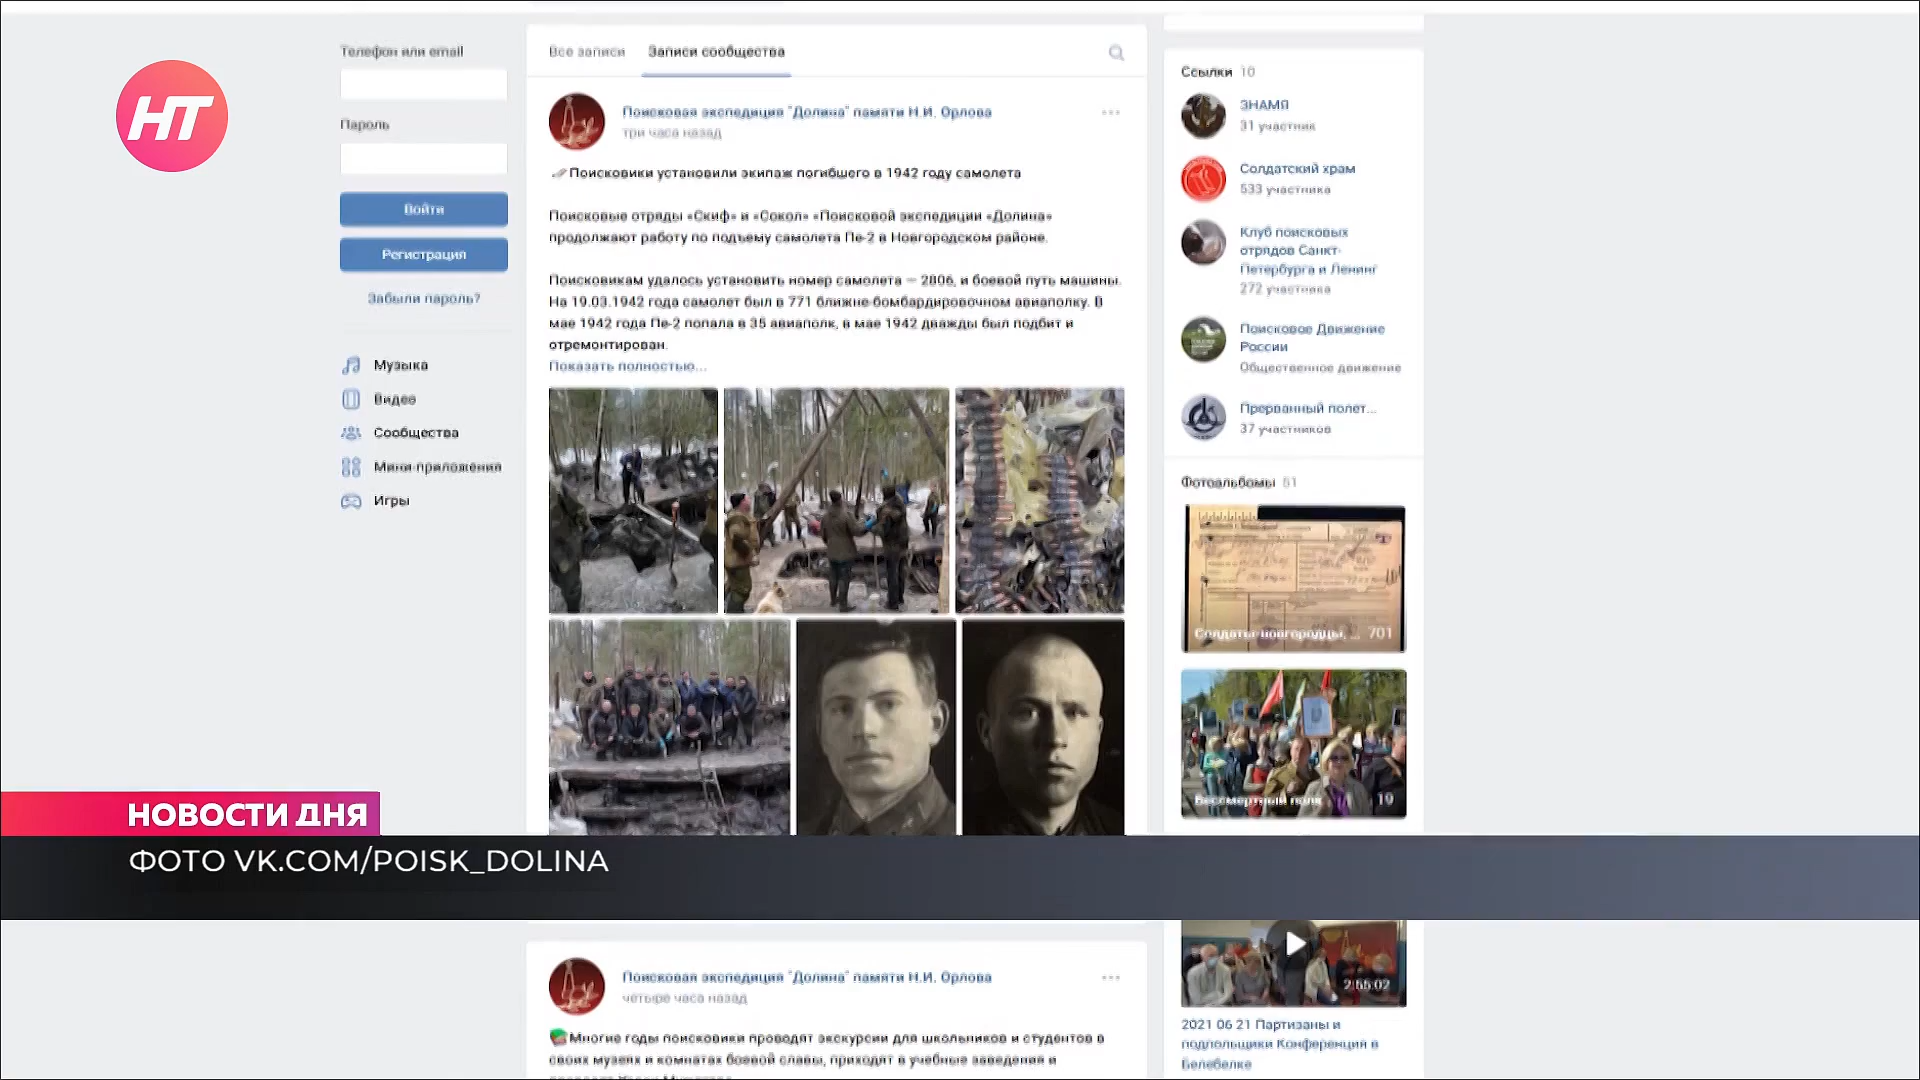 НТ
Телефон или email
Пароль
Войти
Регистрация
Забыли пароль?
Музыка
Видео
Сообщества
Мини-приложения
Игры
Все записи
Записи сообщества
Поисковая экспедиция "Долина" памяти Н.И. Орлова
три часа назад
Поисковики установили экипаж погибшего в 1942 году самолета
Поисковые отряды «Скиф» и «Сокол» «Поисковой экспедиции «Долина»
продолжают работу по подъему самолета Пе-2 в Новгородском районе.
Поисковикам удалось установить номер самолета — 2806, и боевой путь машины.
На 19.03.1942 года самолет был в 771 ближне-бомбардировочном авиаполку. В
мае 1942 года Пе-2 попала в 35 авиаполк, в мае 1942 дважды был подбит и
отремонтирован.
Показать полностью...
Ссылки 10
ЗНАМЯ
31 участник
Солдатский храм
533 участника
Клуб поисковых
отрядов Санкт-
Петербурга и Ленинг
272 участника
Поисковое Движение
России
Общественное движение
Прерванный полет...
37 участников
Фотоальбомы 51
Солдаты-новгородцы, ... 701
Бессмертный полк 19
НОВОСТИ ДНЯ
ФОТО VK.COM/POISK_DOLINA
Поисковая экспедиция "Долина" памяти Н.И. Орлова
четыре часа назад
Многие годы поисковики проводят экскурсии для школьников и студентов в
своих музеях и комнатах боевой славы, приходят в учебные заведения и
2:55:02
2021 06 21 Партизаны и
подпольщики Конференция в
Белебелке